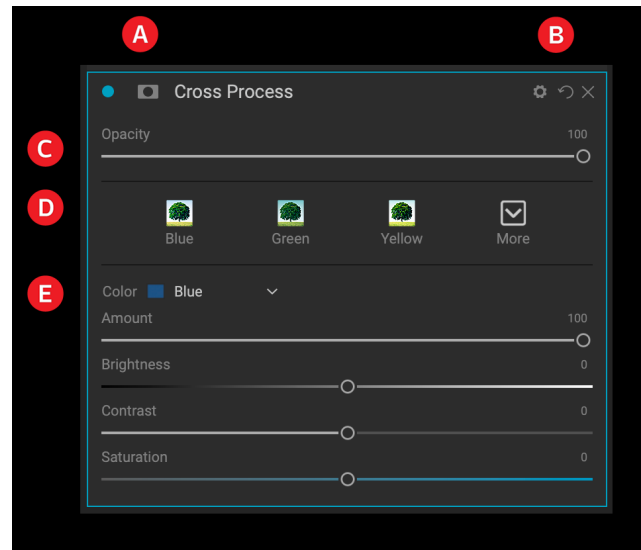 A
B
Cross Process
C
Opacity 100
D
Blue Green Yellow More
E
Color Blue
Amount 100
Brightness 0
Contrast 0
Saturation 0